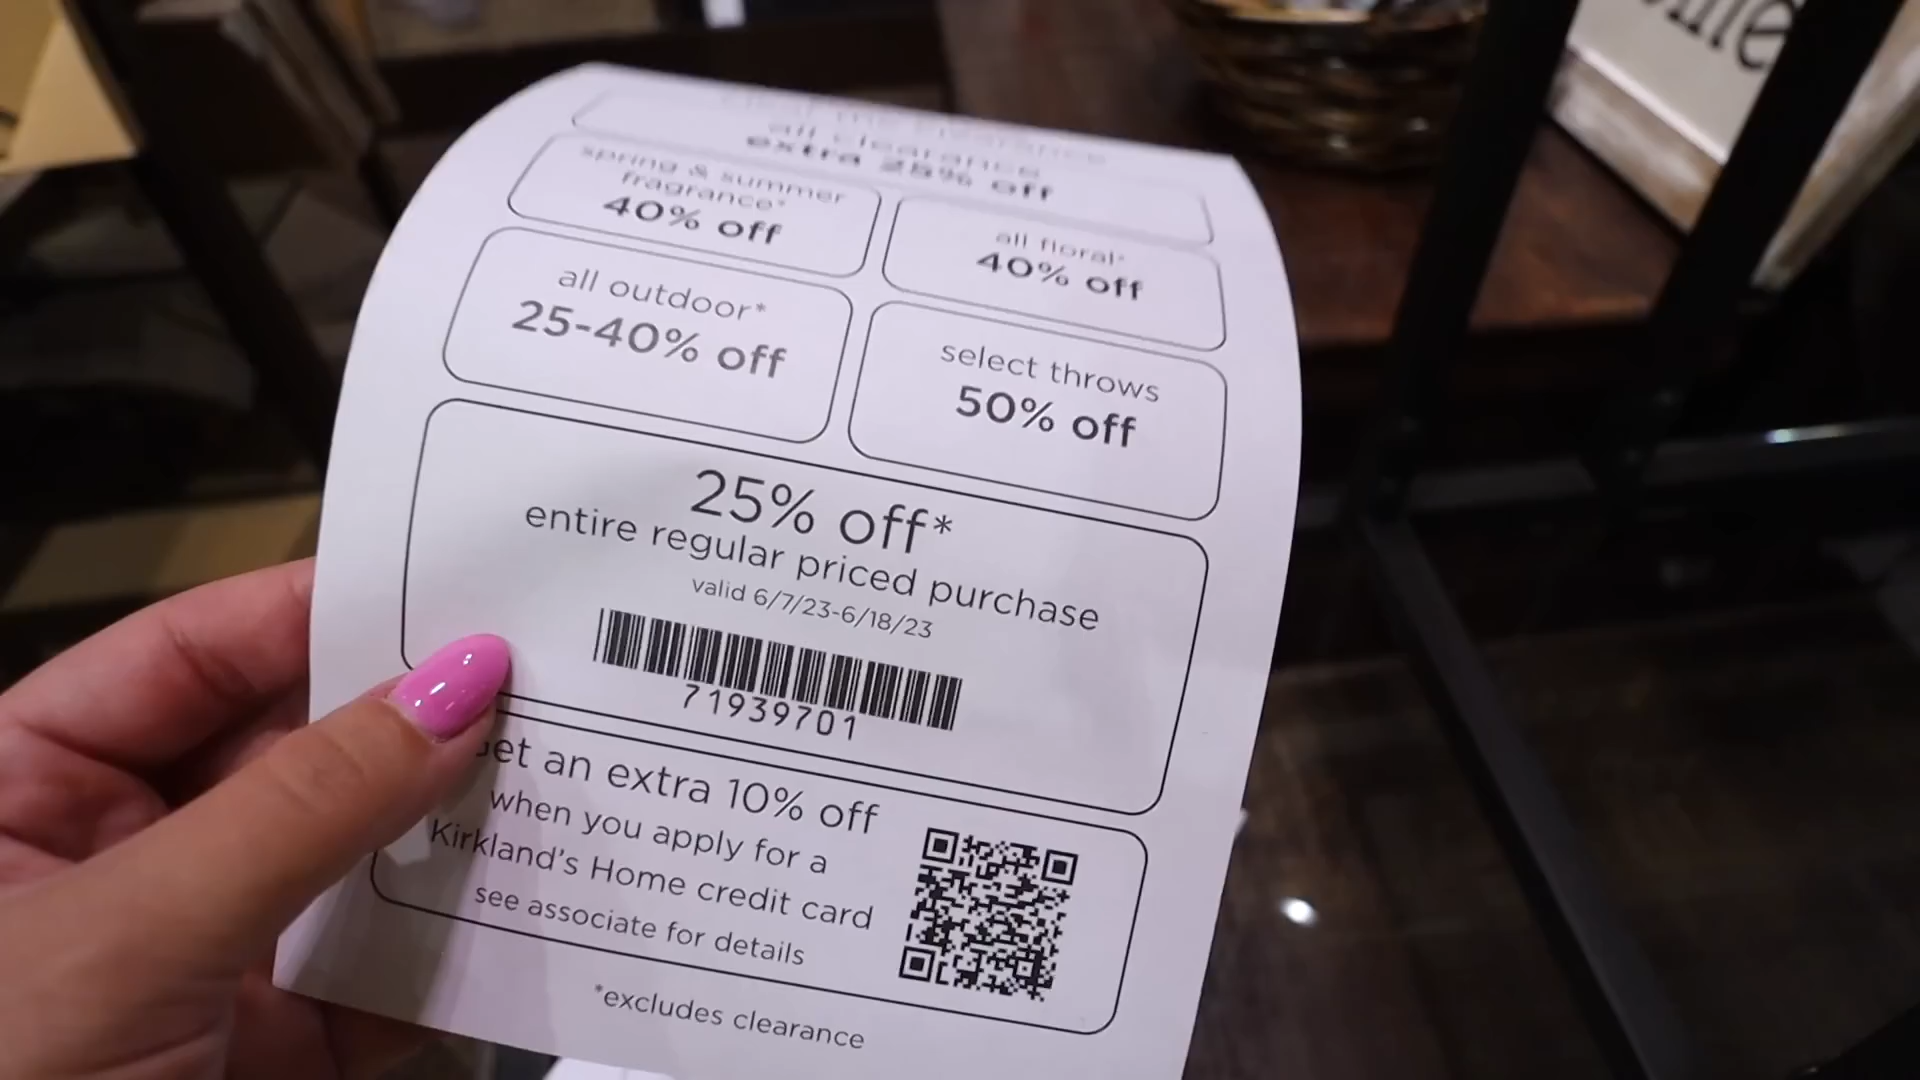 all clearance
extra 25% off
spring & summer
fragrance*
40% off
all floral*
40% off
all outdoor*
25-40% off
select throws
50% off
25% off*
entire regular priced purchase
valid 6/7/23-6/18/23
71939701
get an extra 10% off
when you apply for a
Kirkland's Home credit card
see associate for details
*excludes clearance